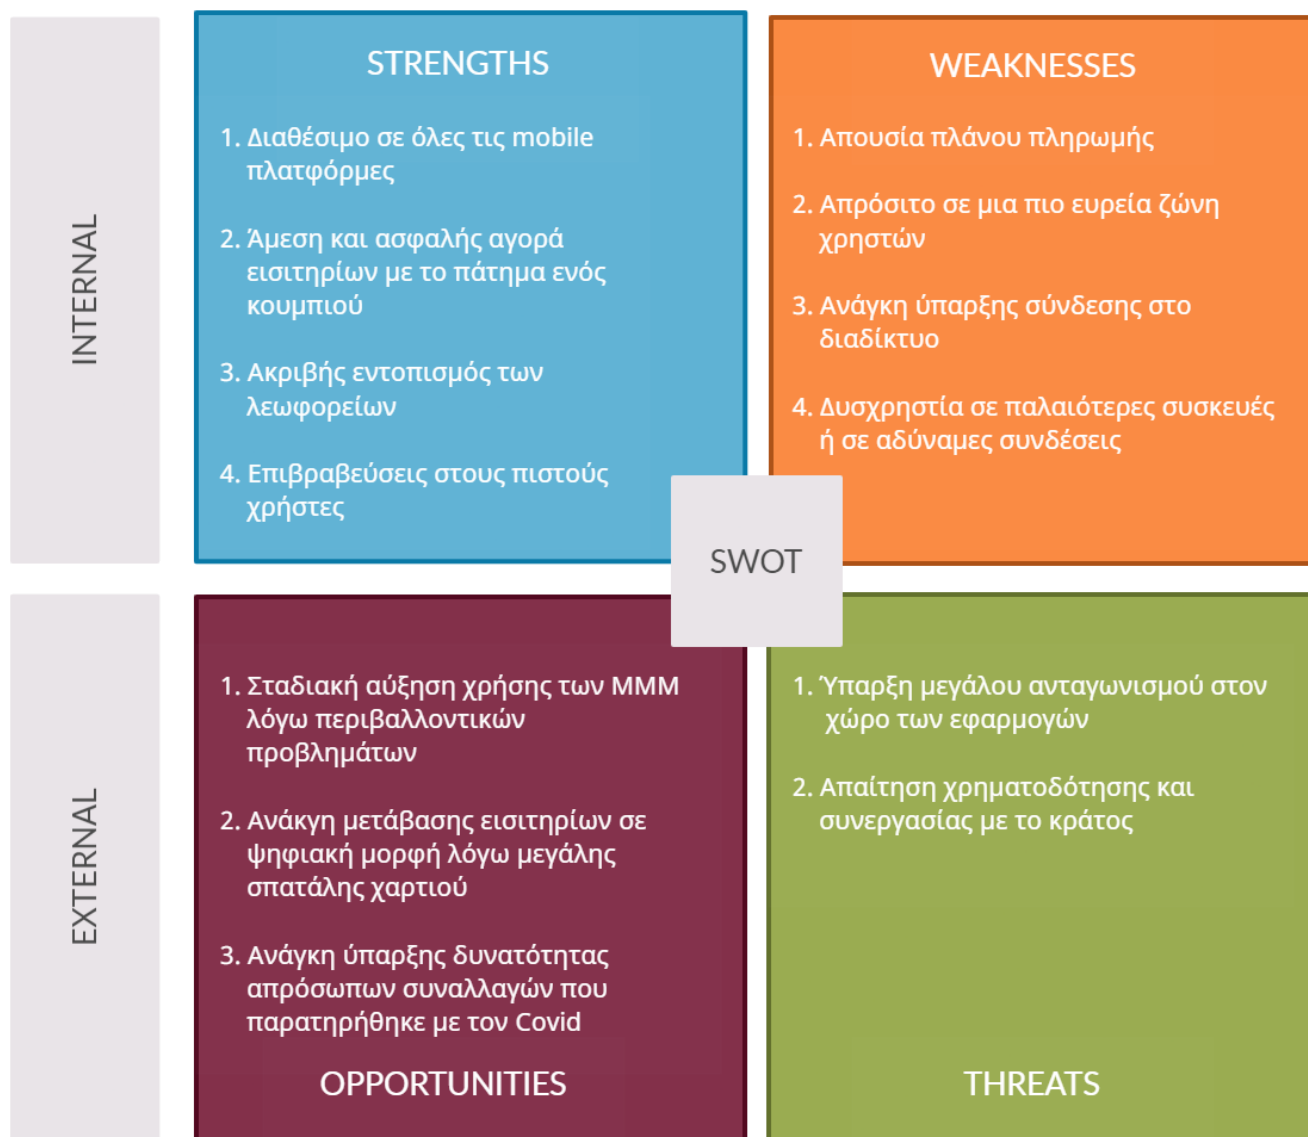 INTERNAL
STRENGTHS
1. Διαθέσιμο σε όλες τις mobile
πλατφόρμες
2. Άμεση και ασφαλής αγορά
εισιτηρίων με το πάτημα ενός
κουμπιού
3. Ακριβής εντοπισμός των
λεωφορείων
4. Επιβραβεύσεις στους πιστούς
χρήστες
WEAKNESSES
1. Απουσία πλάνου πληρωμής
2. Απρόσιτο σε μια πιο ευρεία ζώνη
χρηστών
3. Ανάγκη ύπαρξης σύνδεσης στο
διαδίκτυο
4. Δυσχρηστία σε παλαιότερες συσκευές
ή σε αδύναμες συνδέσεις
SWOT
EXTERNAL
1. Σταδιακή αύξηση χρήσης των ΜΜΜ
λόγω περιβαλλοντικών
προβλημάτων
2. Ανάκγη μετάβασης εισιτηρίων σε
ψηφιακή μορφή λόγω μεγάλης
σπατάλης χαρτιού
3. Ανάγκη ύπαρξης δυνατότητας
απρόσωπων συναλλαγών που
παρατηρήθηκε με τον Covid
OPPORTUNITIES
1. Ύπαρξη μεγάλου ανταγωνισμού στον
χώρο των εφαρμογών
2. Απαίτηση χρηματοδότησης και
συνεργασίας με το κράτος
THREATS